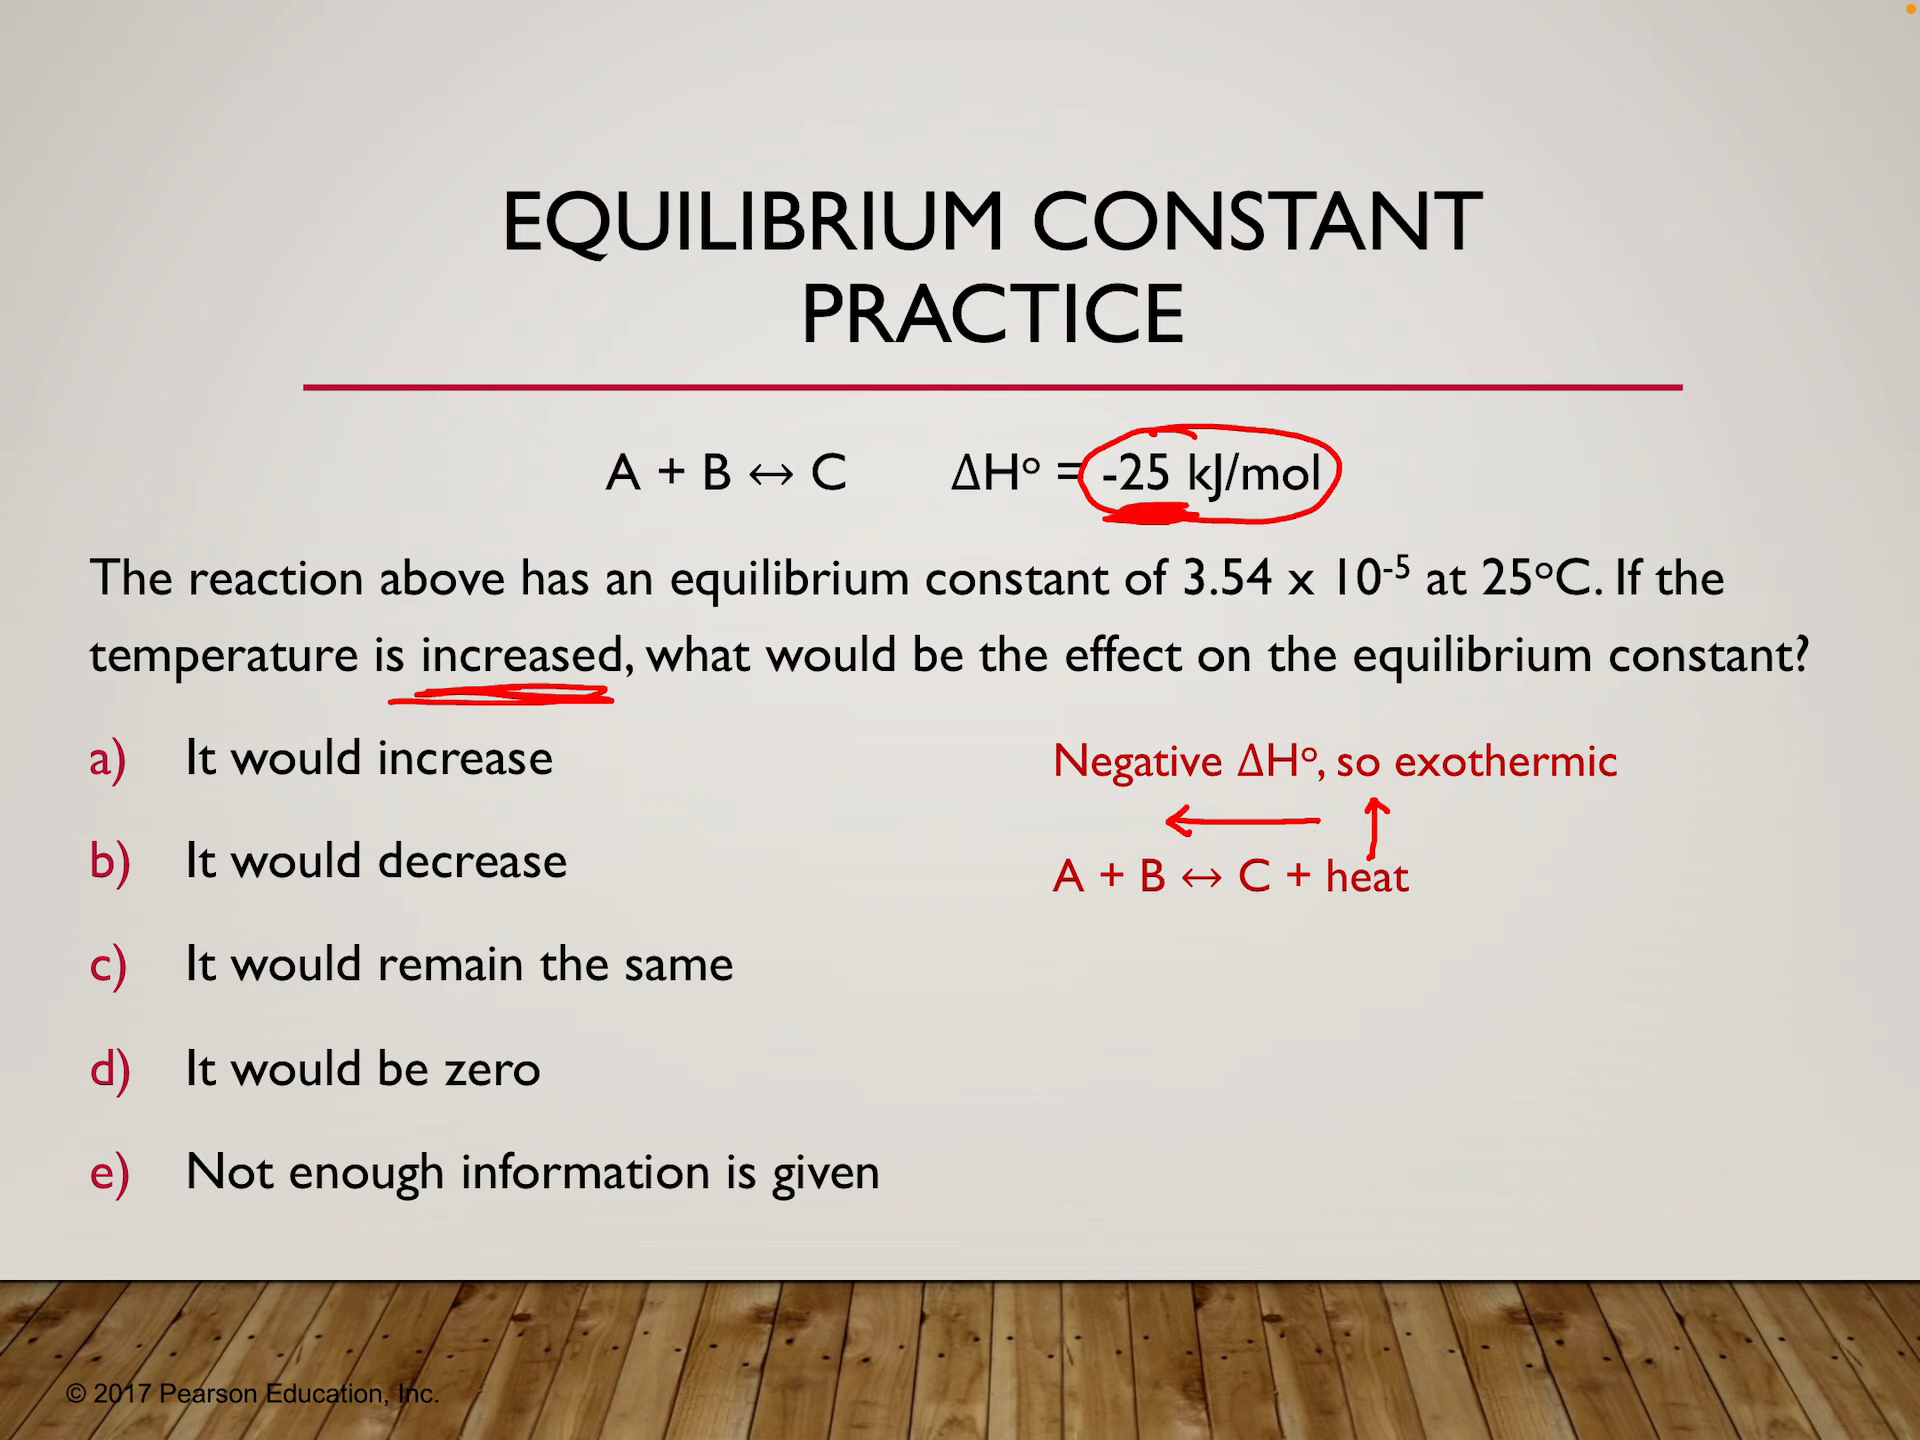 EQUILIBRIUM CONSTANT
PRACTICE
A + B ↔ C ΔHº = -25 kJ/mol
The reaction above has an equilibrium constant of 3.54 x 10⁻⁵ at 25ºC. If the
temperature is increased, what would be the effect on the equilibrium constant?
a) It would increase
Negative ΔHº, so exothermic
b) It would decrease
A + B ↔ C + heat
c) It would remain the same
d) It would be zero
e) Not enough information is given
© 2017 Pearson Education, Inc.